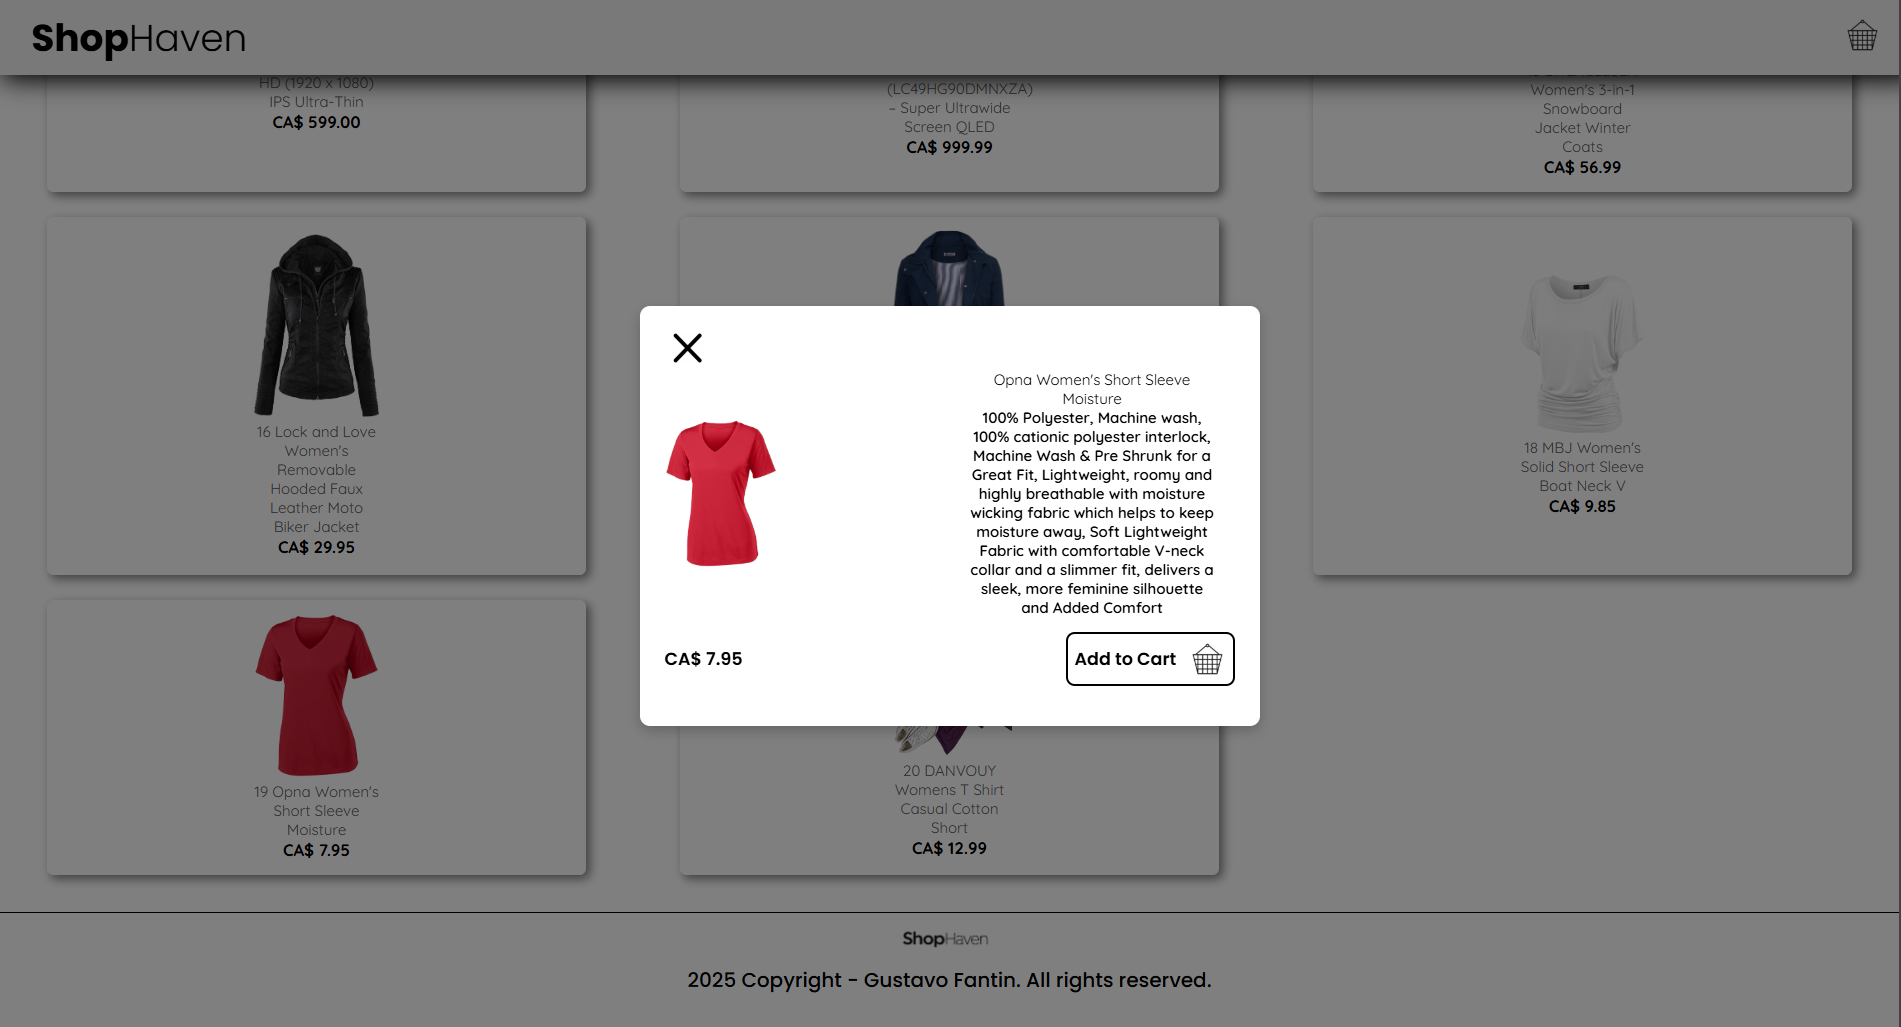 ShopHaven
HD (1920 x 1080)
IPS Ultra-Thin
CA$ 599.00
(LC49HG90DMNXZA)
– Super Ultrawide
Screen QLED
CA$ 999.99
Women's 3-in-1
Snowboard
Jacket Winter
Coats
CA$ 56.99
16 Lock and Love
Women's
Removable
Hooded Faux
Leather Moto
Biker Jacket
CA$ 29.95
18 MBJ Women's
Solid Short Sleeve
Boat Neck V
CA$ 9.85
Opna Women's Short Sleeve
Moisture
100% Polyester, Machine wash,
100% cationic polyester interlock,
Machine Wash & Pre Shrunk for a
Great Fit, Lightweight, roomy and
highly breathable with moisture
wicking fabric which helps to keep
moisture away, Soft Lightweight
Fabric with comfortable V-neck
collar and a slimmer fit, delivers a
sleek, more feminine silhouette
and Added Comfort
CA$ 7.95
Add to Cart
19 Opna Women's
Short Sleeve
Moisture
CA$ 7.95
20 DANVOUY
Womens T Shirt
Casual Cotton
Short
CA$ 12.99
ShopHaven
2025 Copyright - Gustavo Fantin. All rights reserved.